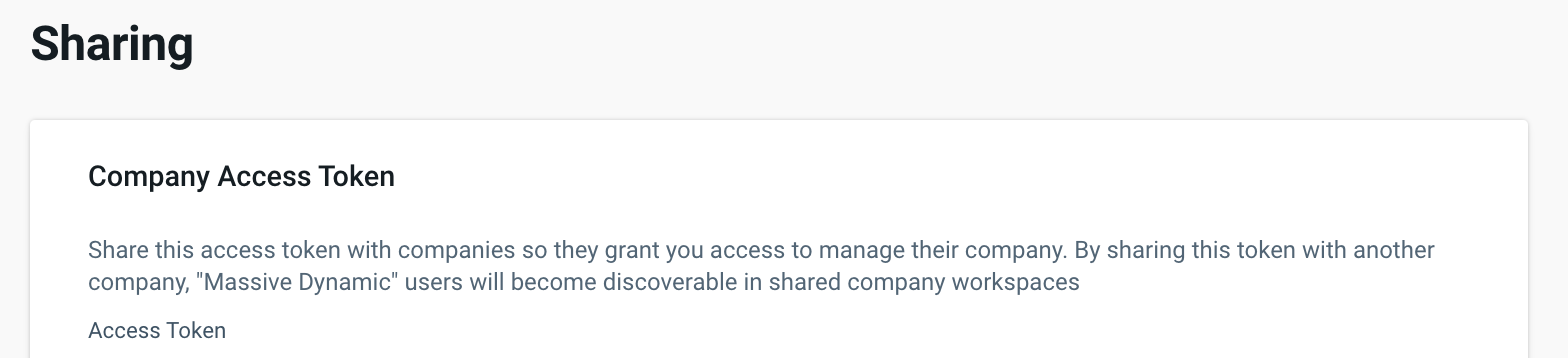 Sharing
Company Access Token
Share this access token with companies so they grant you access to manage their company. By sharing this token with another
company, "Massive Dynamic" users will become discoverable in shared company workspaces
Access Token